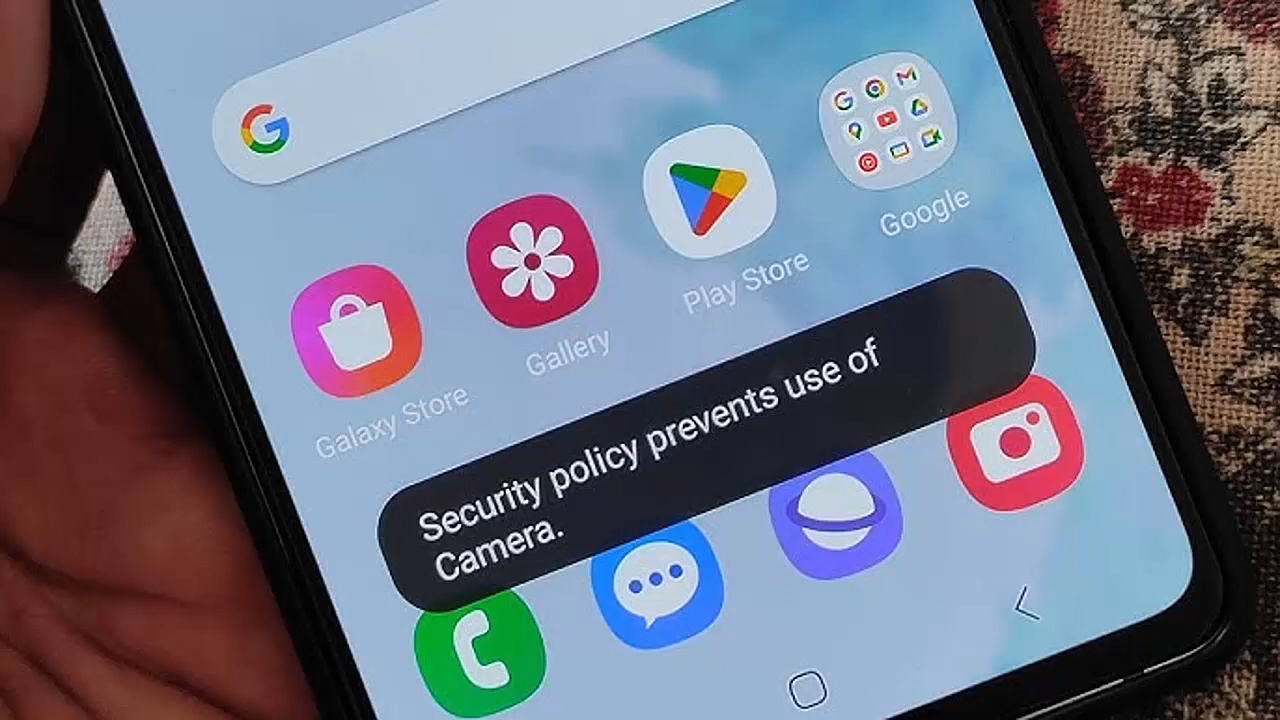 Google
Play Store
Gallery
Galaxy Store
Security policy prevents use of
Camera.